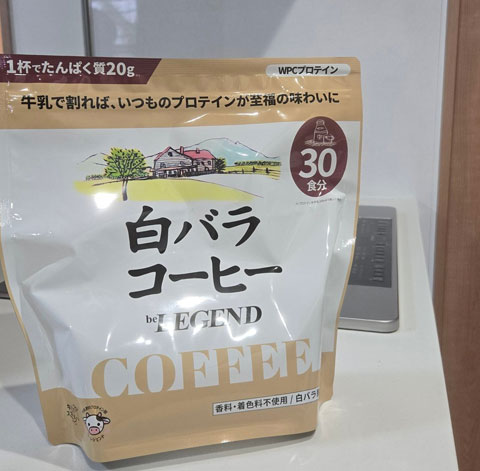 1杯でたんぱく質20g
WPCプロテイン
牛乳で割れば、いつものプロテインが至福の味わいに
30
食分
白バラ
コーヒー
be LEGEND
COFFEE
香料・着色料不使用 / 白バラ